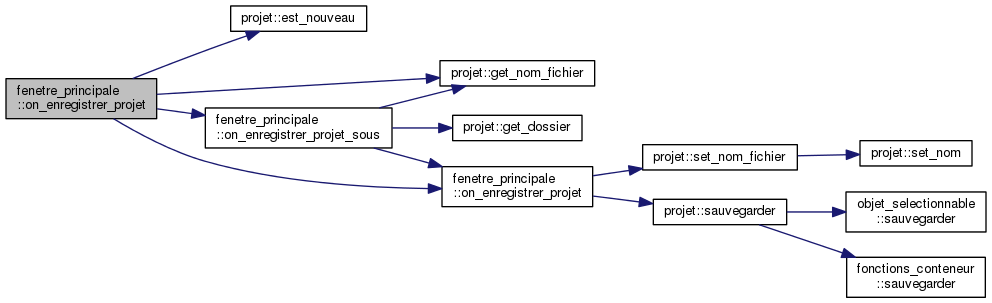 projet::est_nouveau
fenetre_principale
::on_enregistrer_projet
projet::get_nom_fichier
fenetre_principale
::on_enregistrer_projet_sous
projet::get_dossier
fenetre_principale
::on_enregistrer_projet
projet::set_nom_fichier
projet::set_nom
projet::sauvegarder
objet_selectionnable
::sauvegarder
fonctions_conteneur
::sauvegarder